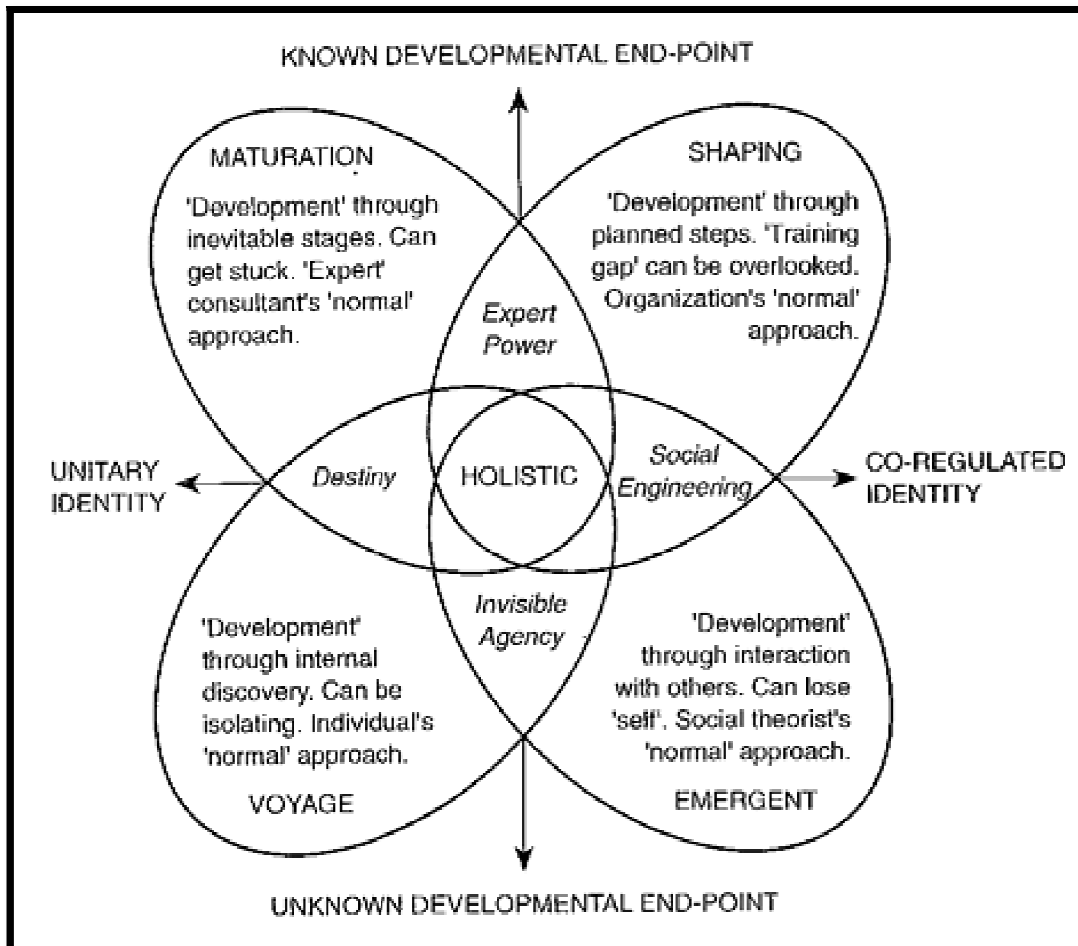 KNOWN DEVELOPMENTAL END-POINT
MATURATION
'Development' through
inevitable stages. Can
get stuck. 'Expert'
consultant's 'normal'
approach.
SHAPING
'Development' through
planned steps. 'Training
gap' can be overlooked.
Organization's 'normal'
approach.
Expert
Power
UNITARY
IDENTITY
Destiny
HOLISTIC
Social
Engineering
CO-REGULATED
IDENTITY
Invisible
Agency
'Development'
through internal
discovery. Can be
isolating. Individual's
'normal' approach.
VOYAGE
'Development'
through interaction
with others. Can lose
'self'. Social theorist's
'normal' approach.
EMERGENT
UNKNOWN DEVELOPMENTAL END-POINT